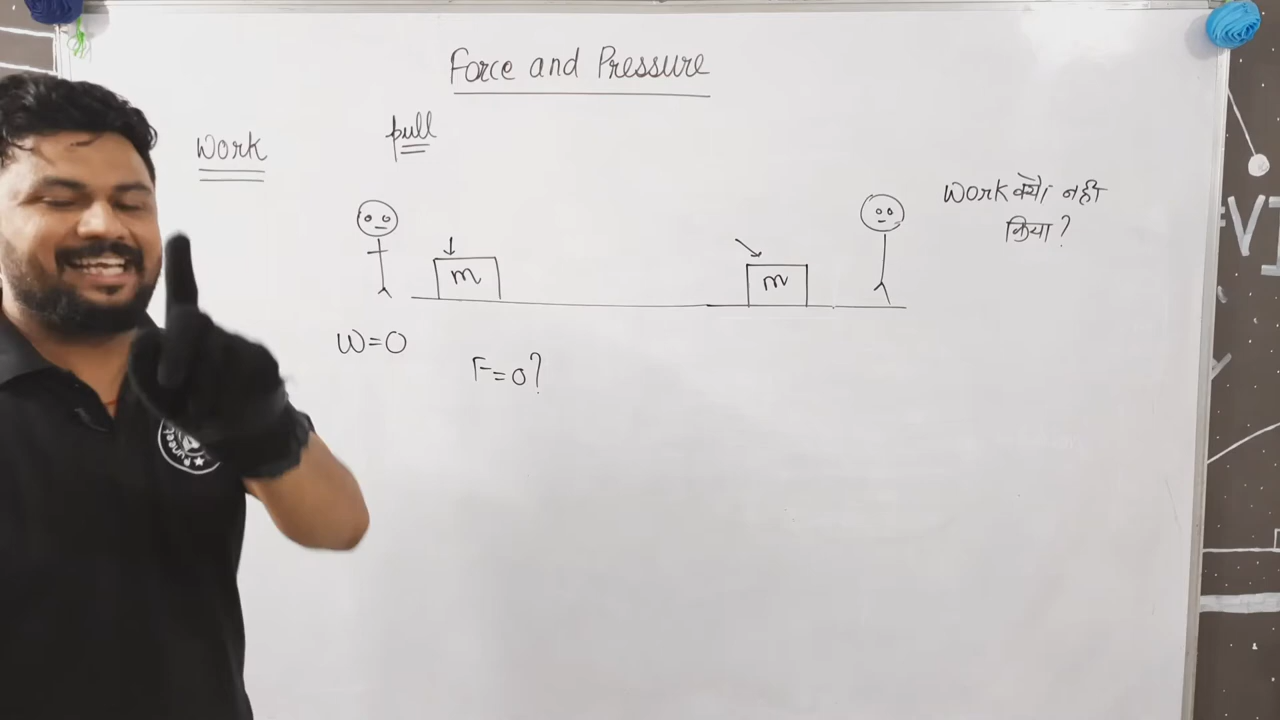 Force and Pressure
Work
pull
Work क्यों नही
किया?
m
m
W=0
F=0?